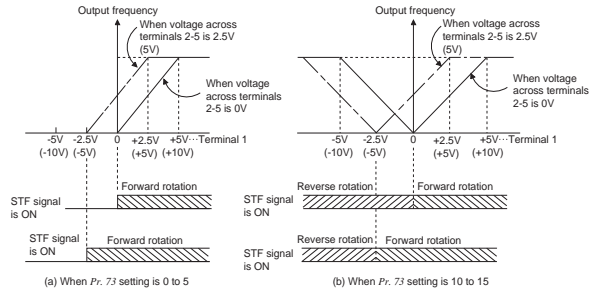 Output frequency
When voltage across
terminals 2-5 is 2.5V
(5V)
When voltage
across terminals
2-5 is 0V
-5V -2.5V 0 +2.5V +5V···Terminal 1
(-10V) (-5V) (+5V) (+10V)
Forward rotation
STF signal
is ON
STF signal
is ON
Forward rotation
(a) When Pr. 73 setting is 0 to 5
Output frequency
When voltage across
terminals 2-5 is 2.5V
(5V)
When voltage
across terminals
2-5 is 0V
-5V -2.5V 0 +2.5V +5V···Terminal 1
(-10V) (-5V) (+5V) (+10V)
Reverse rotation Forward rotation
STF signal
is ON
Reverse rotation Forward rotation
STF signal
is ON
(b) When Pr. 73 setting is 10 to 15